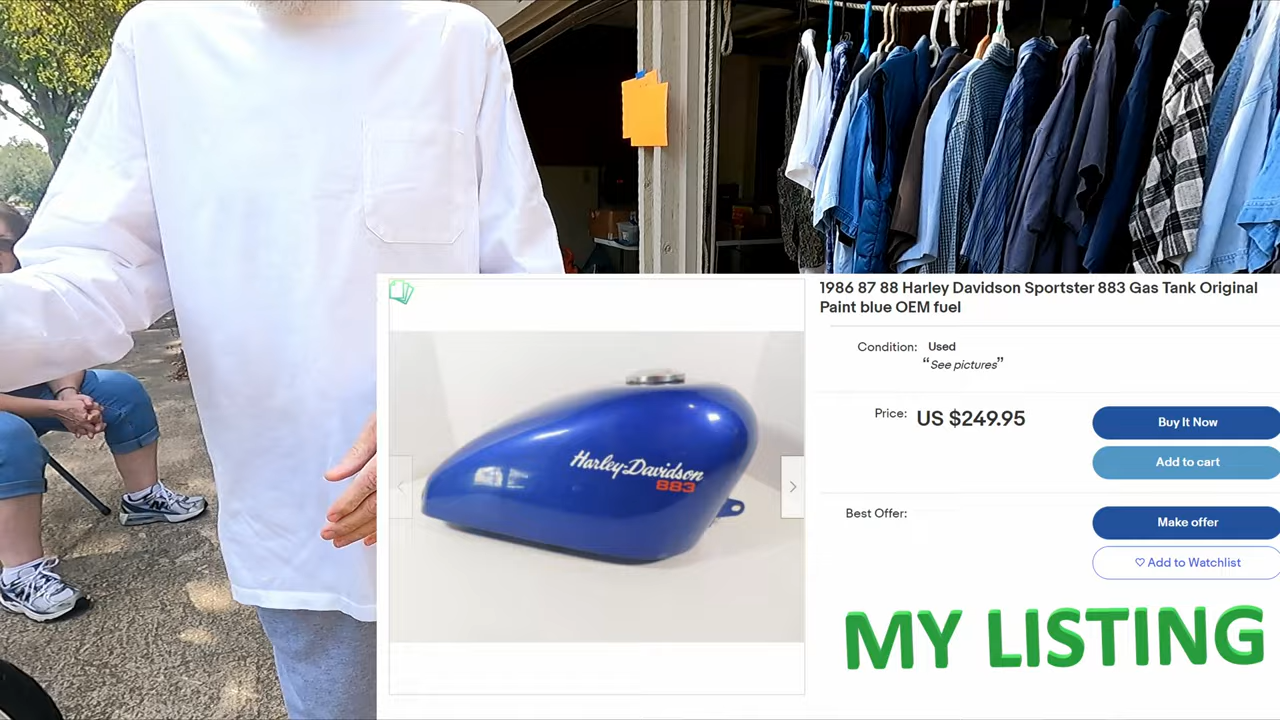 1986 87 88 Harley Davidson Sportster 883 Gas Tank Original
Paint blue OEM fuel
Condition: Used
“See pictures”
Price: US $249.95
Buy It Now
Add to cart
Harley-Davidson
883
Best Offer:
Make offer
Add to Watchlist
MY LISTING